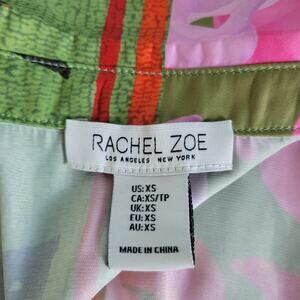 RACHEL ZOE
LOS ANGELES NEW YORK
US:XS
CA:XS/TP
UK:XS
EU:XS
AU:XS
MADE IN CHINA